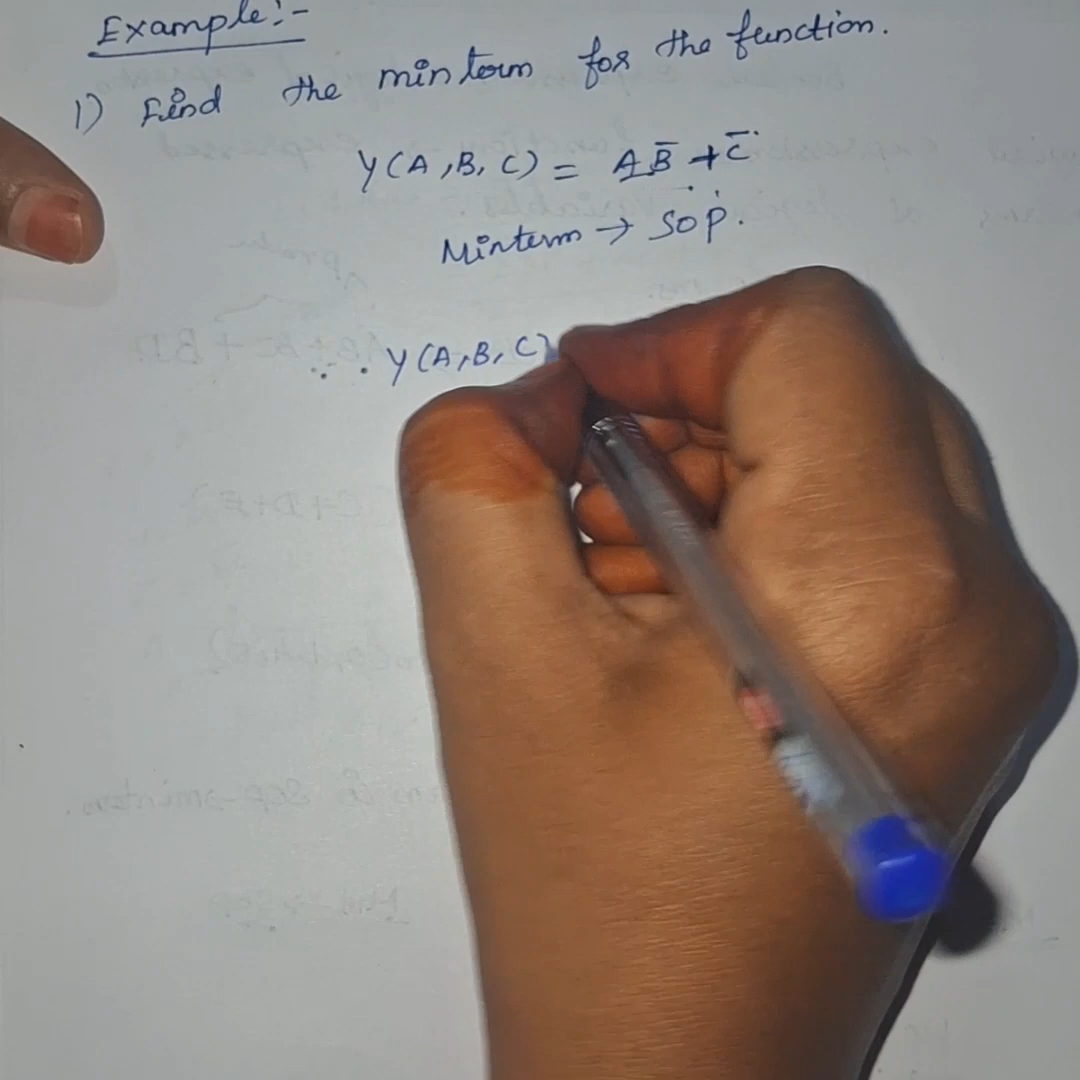 Example:-
1) Find the minterm for the function.
Y(A,B,C) = AB̅ + C̅
Minterm → SOP.
∴ Y(A,B,C)